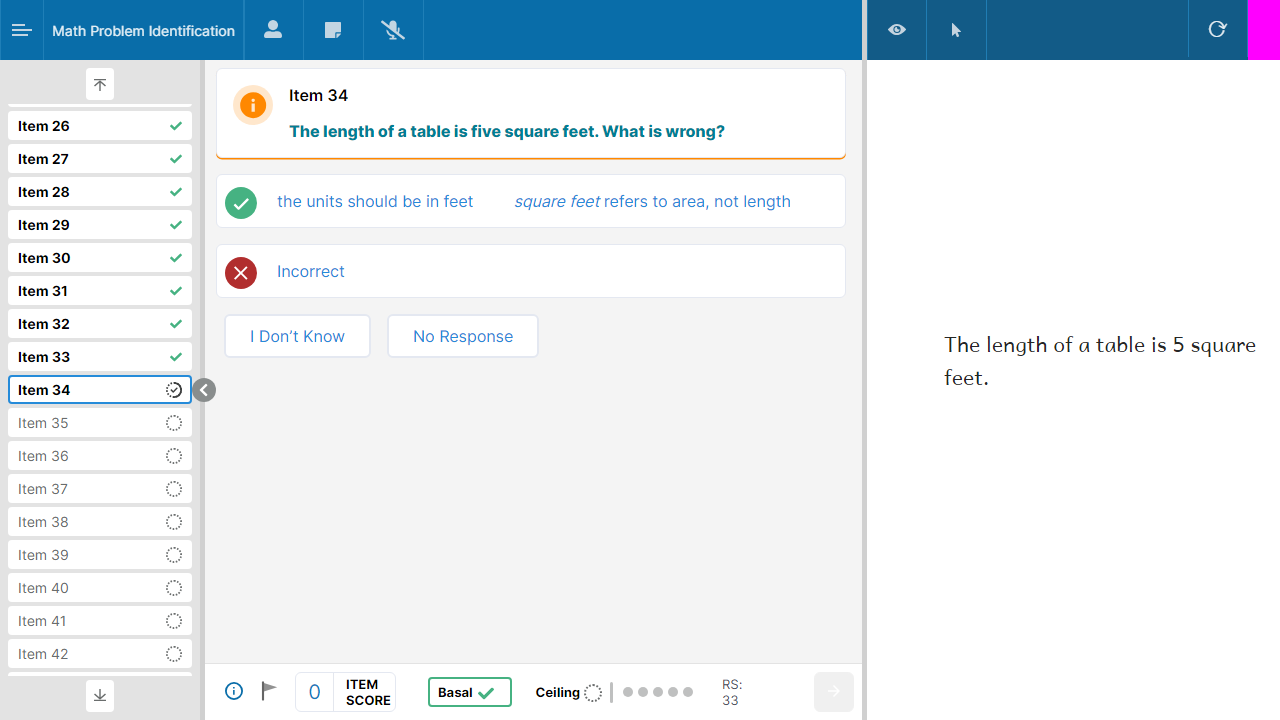 Math Problem Identification
Item 26
Item 27
Item 28
Item 29
Item 30
Item 31
Item 32
Item 33
Item 34
Item 35
Item 36
Item 37
Item 38
Item 39
Item 40
Item 41
Item 42
Item 34
The length of a table is five square feet. What is wrong?
the units should be in feet square feet refers to area, not length
Incorrect
I Don’t Know No Response
0 ITEM SCORE
Basal
Ceiling
RS:
33
The length of a table is 5 square
feet.